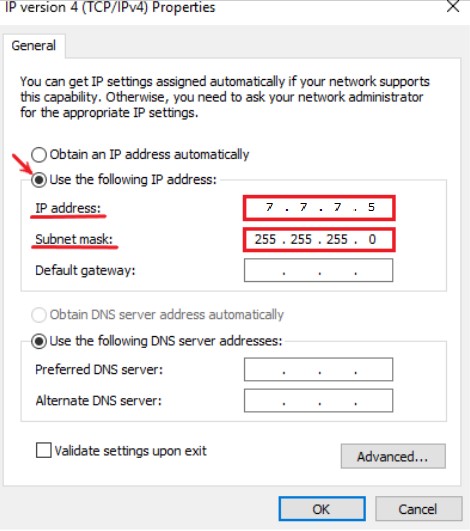 IP version 4 (TCP/IPv4) Properties
General
You can get IP settings assigned automatically if your network supports
this capability. Otherwise, you need to ask your network administrator
for the appropriate IP settings.
Obtain an IP address automatically
Use the following IP address:
IP address: 7 . 7 . 7 . 5
Subnet mask: 255 . 255 . 255 . 0
Default gateway: . . .
Obtain DNS server address automatically
Use the following DNS server addresses:
Preferred DNS server: . . .
Alternate DNS server: . . .
Validate settings upon exit
Advanced...
OK Cancel